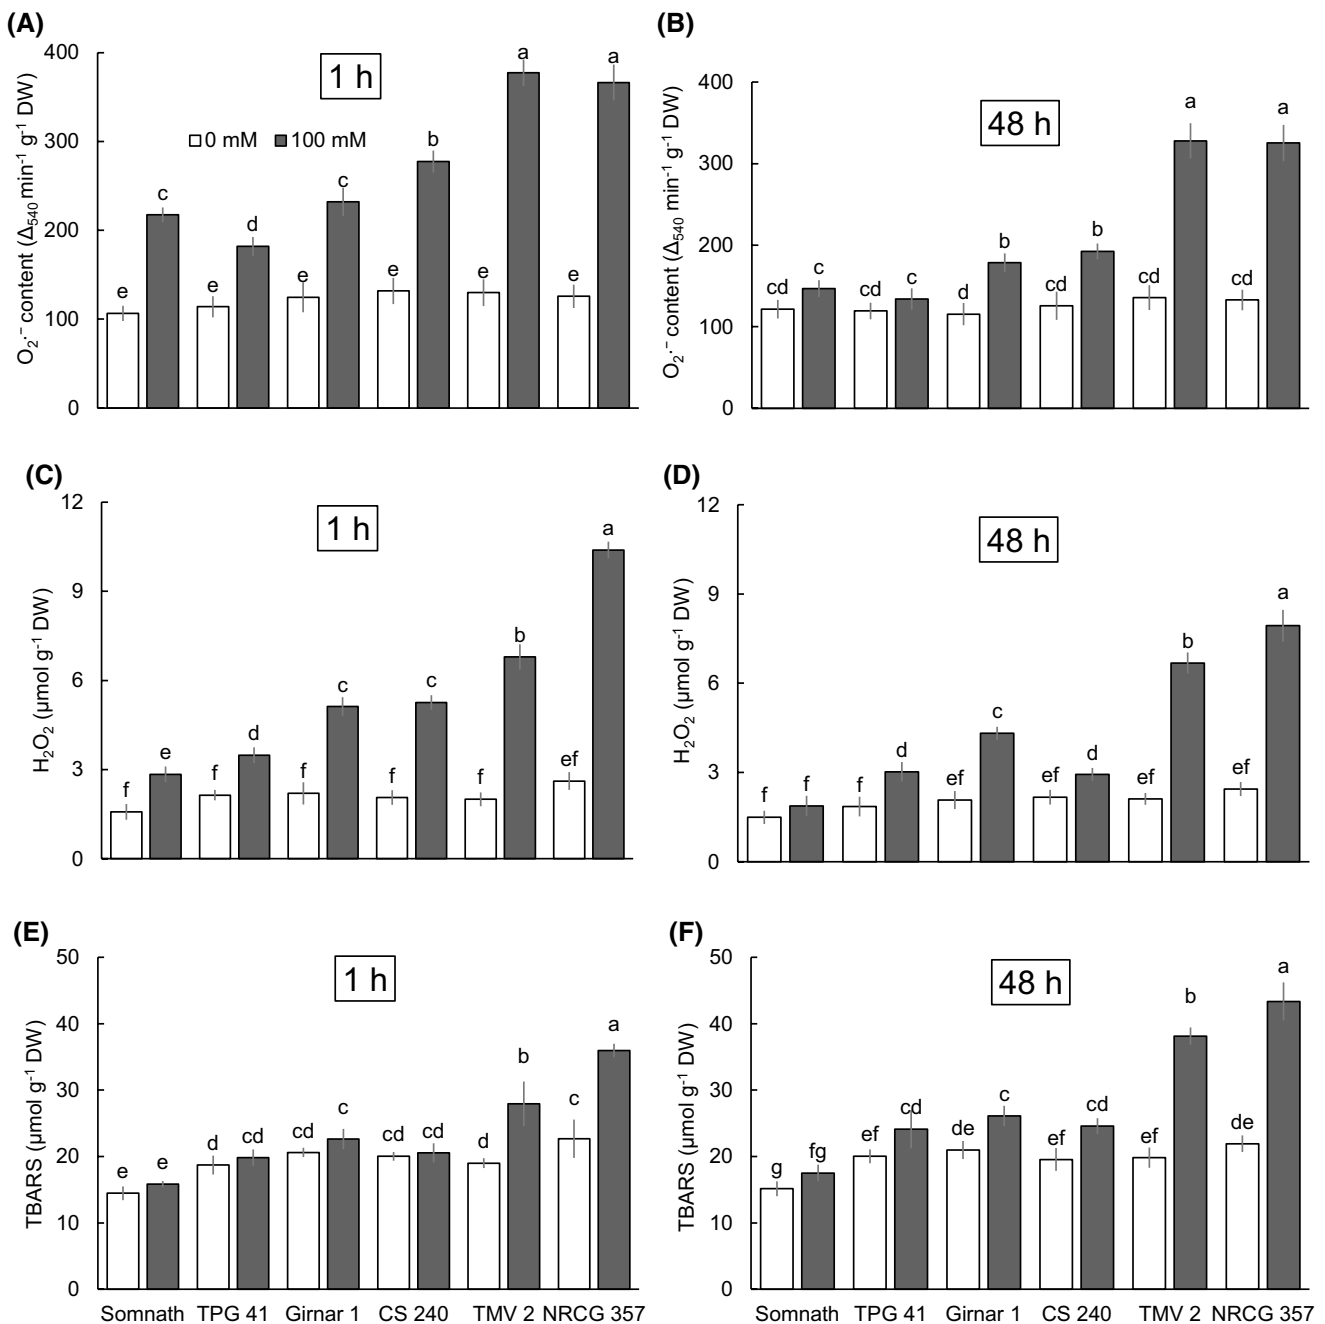 (A)
1 h
0 mM 100 mM
O₂·⁻ content (Δ₅₄₀ min⁻¹ g⁻¹ DW)
400
300
200
100
0
e c e d e c e b e a e a
(B)
48 h
O₂·⁻ content (Δ₅₄₀ min⁻¹ g⁻¹ DW)
400
300
200
100
0
cd c cd c d b cd b cd a cd a
(C)
1 h
H₂O₂ (μmol g⁻¹ DW)
12
9
6
3
0
f e f d f c f c f b ef a
(D)
48 h
H₂O₂ (μmol g⁻¹ DW)
12
9
6
3
0
f f f d ef c ef d ef b ef a
(E)
1 h
TBARS (μmol g⁻¹ DW)
50
40
30
20
10
0
e e d cd cd c cd cd d b c a
Somnath TPG 41 Girnar 1 CS 240 TMV 2 NRCG 357
(F)
48 h
TBARS (μmol g⁻¹ DW)
50
40
30
20
10
0
g fg ef cd de c ef cd ef b de a
Somnath TPG 41 Girnar 1 CS 240 TMV 2 NRCG 357